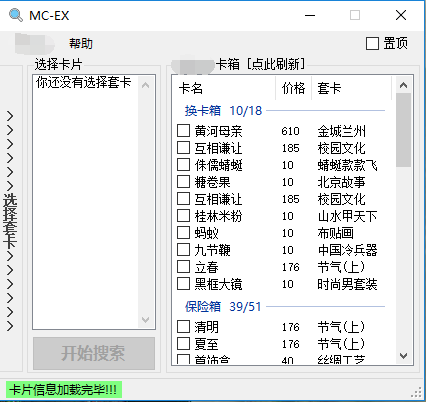 MC-EX
帮助
置顶
> > > > > > 选择套卡 > > > > > >
选择卡片
你还没有选择套卡
开始搜索
卡箱 [点此刷新]
卡名 价格 套卡
换卡箱 10/18
黄河母亲 610 金城兰州
互相谦让 185 校园文化
侏儒蜻蜓 10 蜻蜓款款飞
糖卷果 10 北京故事
互相谦让 185 校园文化
桂林米粉 10 山水甲天下
蚂蚁 10 布贴画
九节鞭 10 中国冷兵器
立春 176 节气(上)
黑框大镜 10 时尚男套装
保险箱 39/51
清明 176 节气(上)
夏至 176 节气(上)
首饰盒 40 丝绸工艺
卡片信息加载完毕!!!